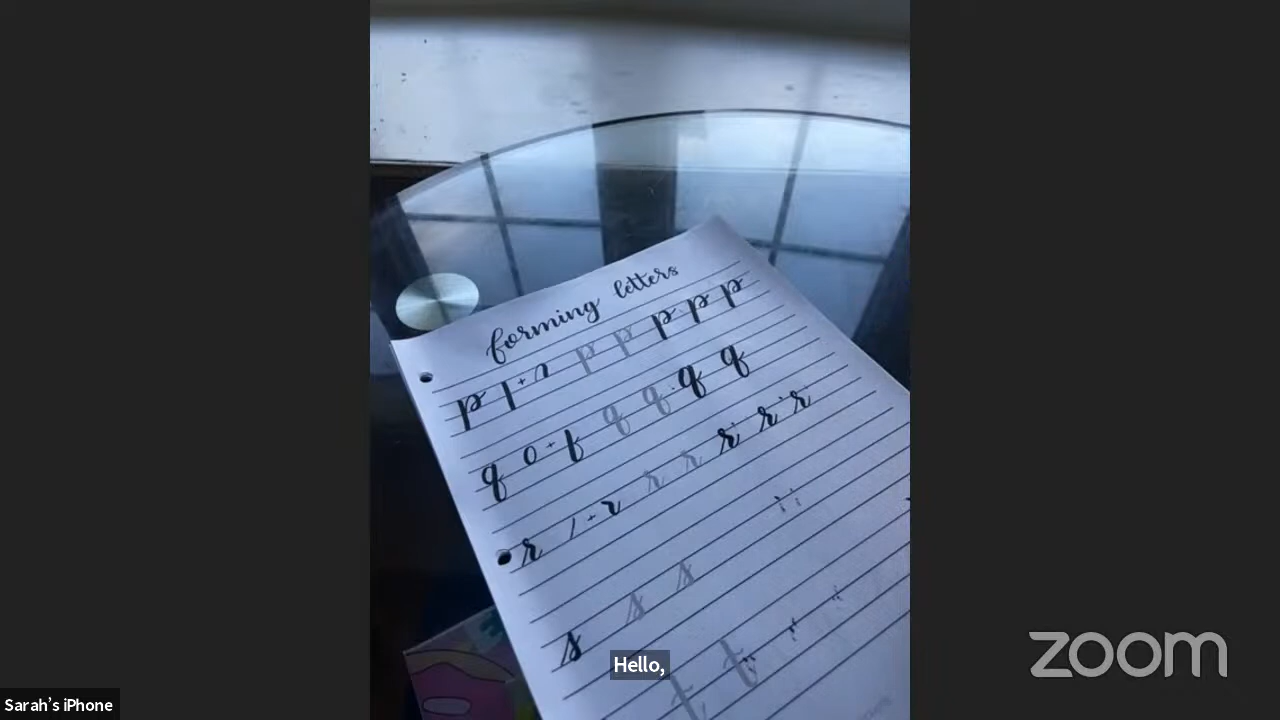 forming letters
p l + n p p p p p
q o + f q q q q
r / + r r r r r r
s s s
t t
Hello,
Sarah's iPhone
zoom